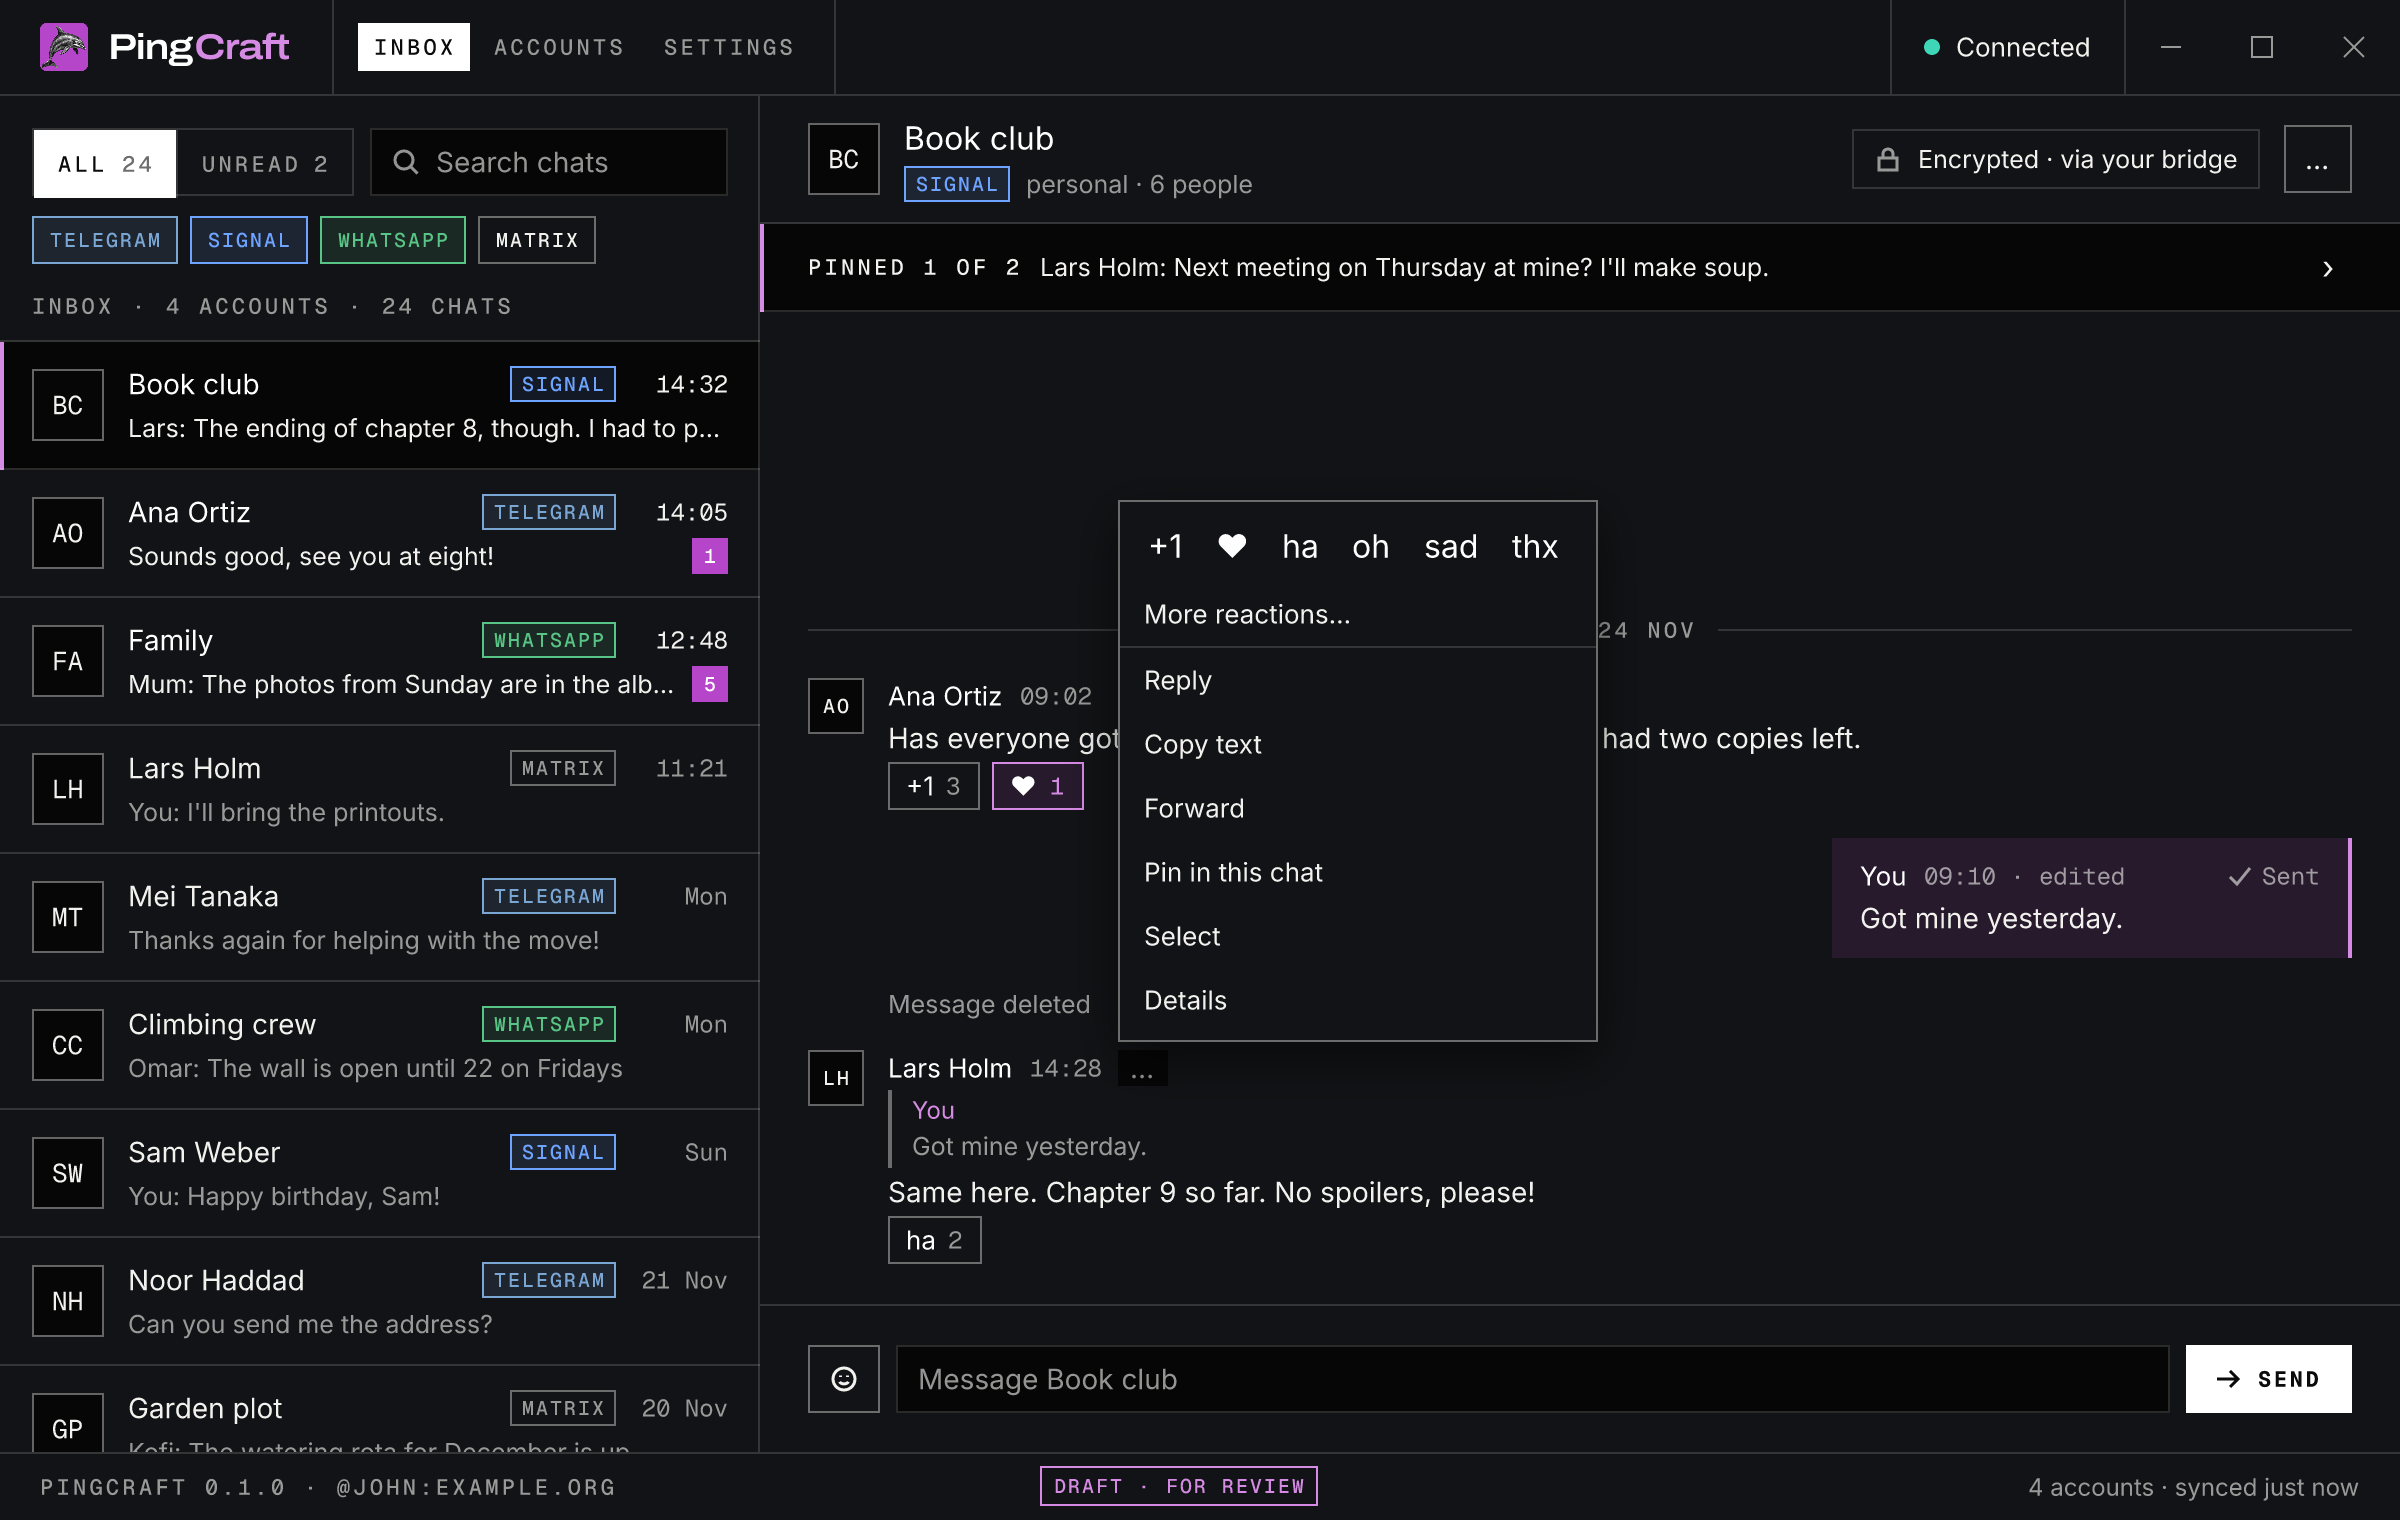 PingCraft
INBOX ACCOUNTS SETTINGS
Connected
ALL 24 UNREAD 2 Search chats
TELEGRAM SIGNAL WHATSAPP MATRIX
INBOX · 4 ACCOUNTS · 24 CHATS
BC Book club SIGNAL 14:32
Lars: The ending of chapter 8, though. I had to p...
AO Ana Ortiz TELEGRAM 14:05
Sounds good, see you at eight! 1
FA Family WHATSAPP 12:48
Mum: The photos from Sunday are in the alb... 5
LH Lars Holm MATRIX 11:21
You: I'll bring the printouts.
MT Mei Tanaka TELEGRAM Mon
Thanks again for helping with the move!
CC Climbing crew WHATSAPP Mon
Omar: The wall is open until 22 on Fridays
SW Sam Weber SIGNAL Sun
You: Happy birthday, Sam!
NH Noor Haddad TELEGRAM 21 Nov
Can you send me the address?
GP Garden plot MATRIX 20 Nov
Kofi: The watering rota for December is up
BC Book club
SIGNAL personal · 6 people
Encrypted · via your bridge ...
PINNED 1 OF 2 Lars Holm: Next meeting on Thursday at mine? I'll make soup. ›
24 NOV
AO Ana Ortiz 09:02
Has everyone got had two copies left.
+1 3 ♥ 1
+1 ♥ ha oh sad thx
More reactions...
Reply
Copy text
Forward
Pin in this chat
Select
Details
You 09:10 · edited ✓ Sent
Got mine yesterday.
Message deleted
LH Lars Holm 14:28 ...
You
Got mine yesterday.
Same here. Chapter 9 so far. No spoilers, please!
ha 2
Message Book club → SEND
PINGCRAFT 0.1.0 · @JOHN:EXAMPLE.ORG
DRAFT · FOR REVIEW
4 accounts · synced just now